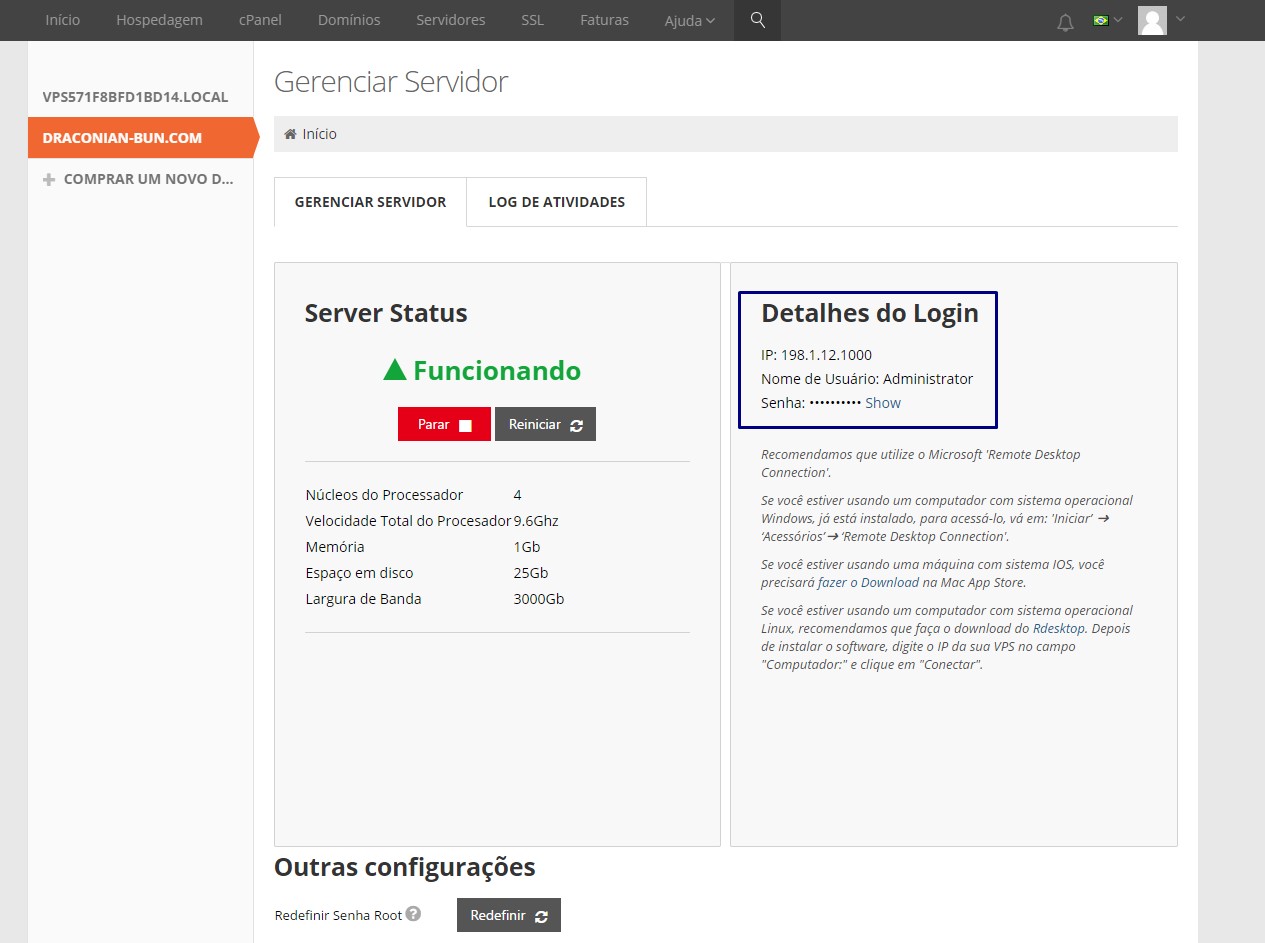 Início Hospedagem cPanel Domínios Servidores SSL Faturas Ajuda
VPS571F8BFD1BD14.LOCAL
DRACONIAN-BUN.COM
COMPRAR UM NOVO D...
Gerenciar Servidor
Início
GERENCIAR SERVIDOR LOG DE ATIVIDADES
Server Status
Funcionando
Parar Reiniciar
Núcleos do Processador 4
Velocidade Total do Procesador 9.6Ghz
Memória 1Gb
Espaço em disco 25Gb
Largura de Banda 3000Gb
Detalhes do Login
IP: 198.1.12.1000
Nome de Usuário: Administrator
Senha: •••••••••• Show
Recomendamos que utilize o Microsoft 'Remote Desktop
Connection'.
Se você estiver usando um computador com sistema operacional
Windows, já está instalado, para acessá-lo, vá em: 'Iniciar' ➔
'Acessórios'➔ 'Remote Desktop Connection'.
Se você estiver usando uma máquina com sistema IOS, você
precisará fazer o Download na Mac App Store.
Se você estiver usando um computador com sistema operacional
Linux, recomendamos que faça o download do Rdesktop. Depois
de instalar o software, digite o IP da sua VPS no campo
"Computador:" e clique em "Conectar".
Outras configurações
Redefinir Senha Root ? Redefinir